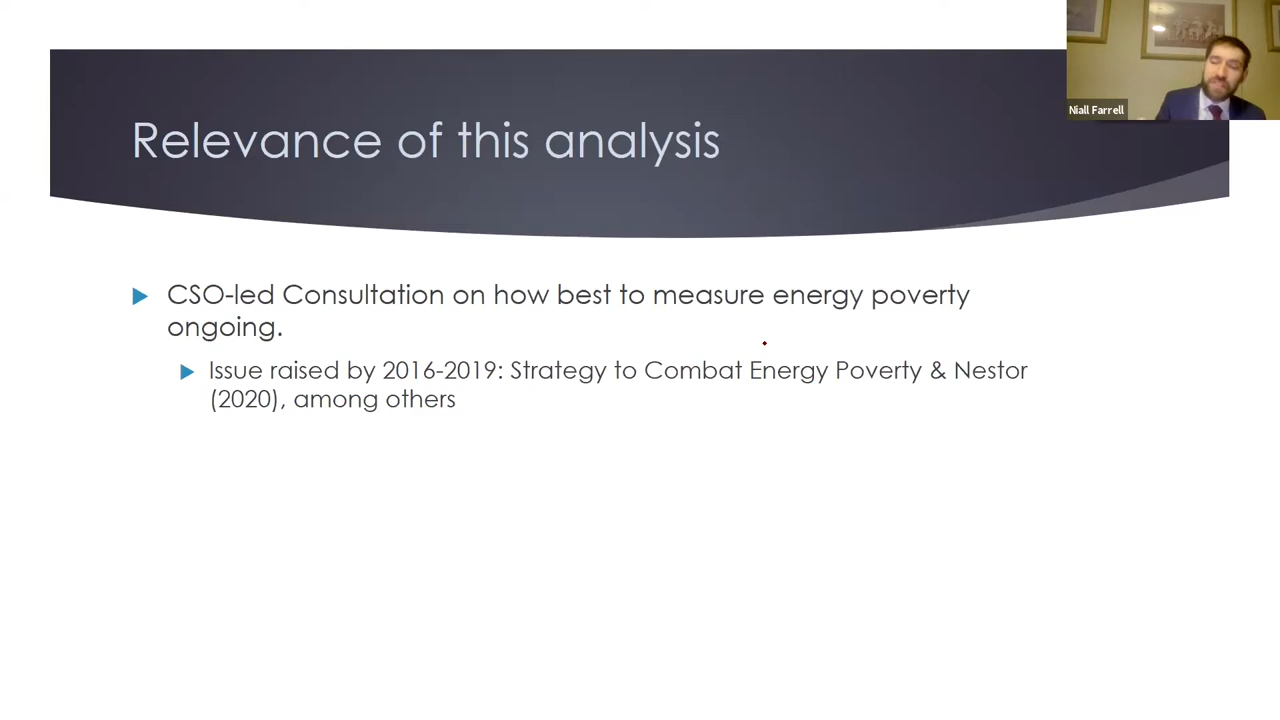 Relevance of this analysis
Niall Farrell
CSO-led Consultation on how best to measure energy poverty
ongoing.
Issue raised by 2016-2019: Strategy to Combat Energy Poverty & Nestor
(2020), among others